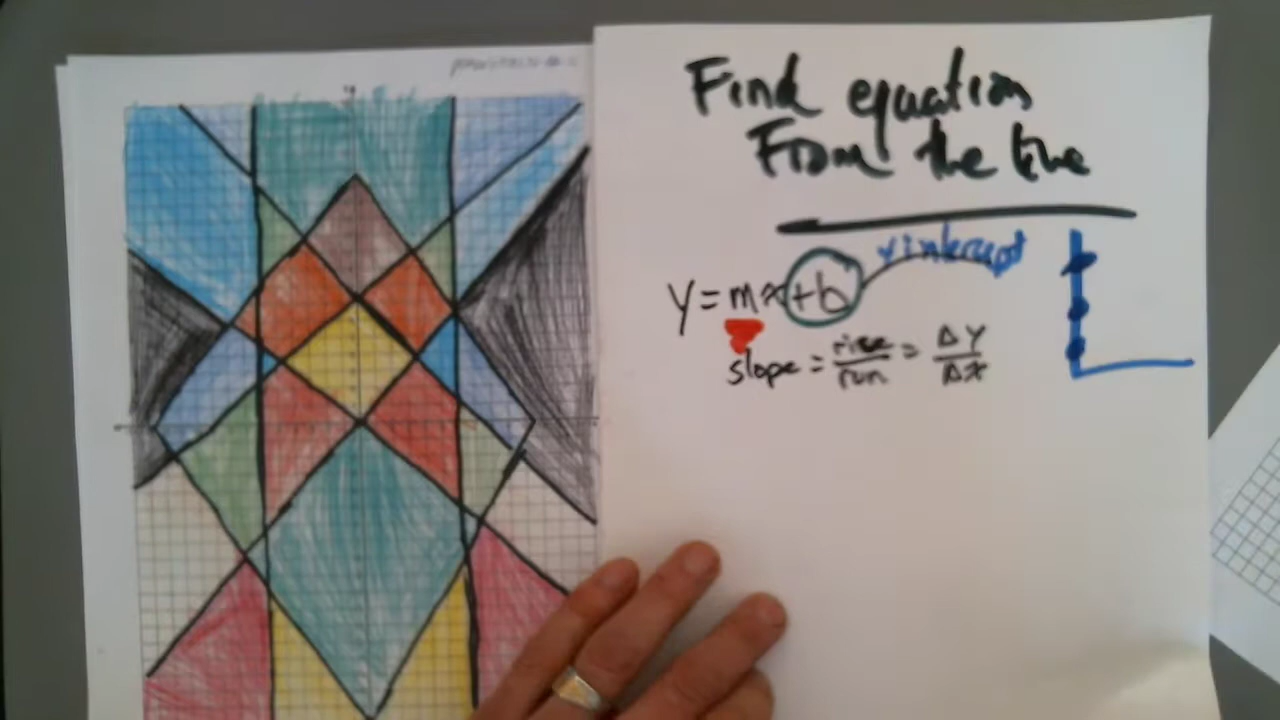 Find equation
From the line
y intercept
y = mx + b
slope = rise/run = ΔY/Δx